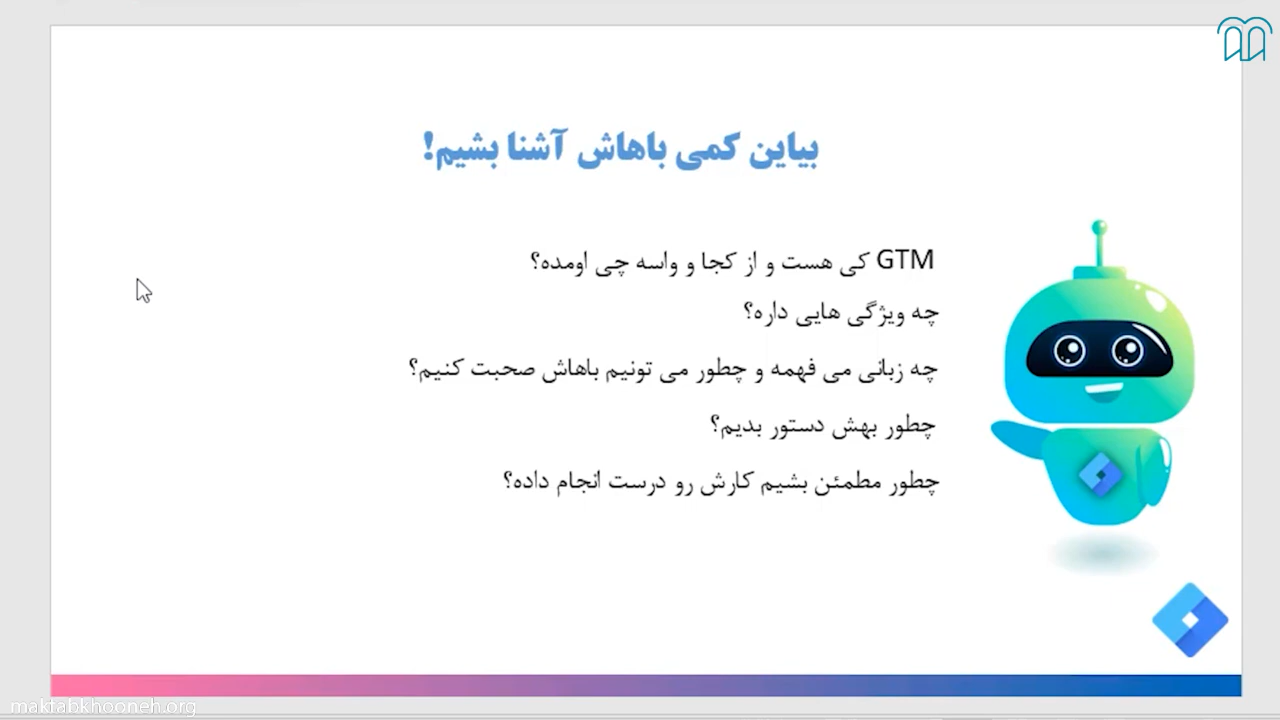 بیاین کمی باهاش آشنا بشیم!
GTM کی هست و از کجا و واسه چی اومده؟
چه ویژگی هایی داره؟
چه زبانی می فهمه و چطور می تونیم باهاش صحبت کنیم؟
چطور بهش دستور بدیم؟
چطور مطمئن بشیم کارش رو درست انجام داده؟
maktabkhooneh.org